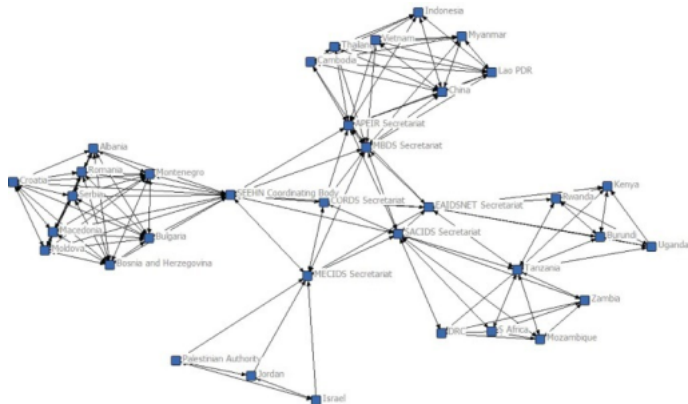 Indonesia
Vietnam
Myanmar
Thailand
Cambodia
Lao PDR
China
APEIR Secretariat
MBDS Secretariat
Albania
Croatia
Romania
Montenegro
Serbia
SEEHN Coordinating Body
CORDS Secretariat
EAIDSNET Secretariat
Rwanda
Kenya
Macedonia
Bulgaria
Moldova
SACIDS Secretariat
Burundi
Uganda
Bosnia and Herzegovina
MECIDS Secretariat
Tanzania
Zambia
DRC
S Africa
Mozambique
Palestinian Authority
Jordan
Israel